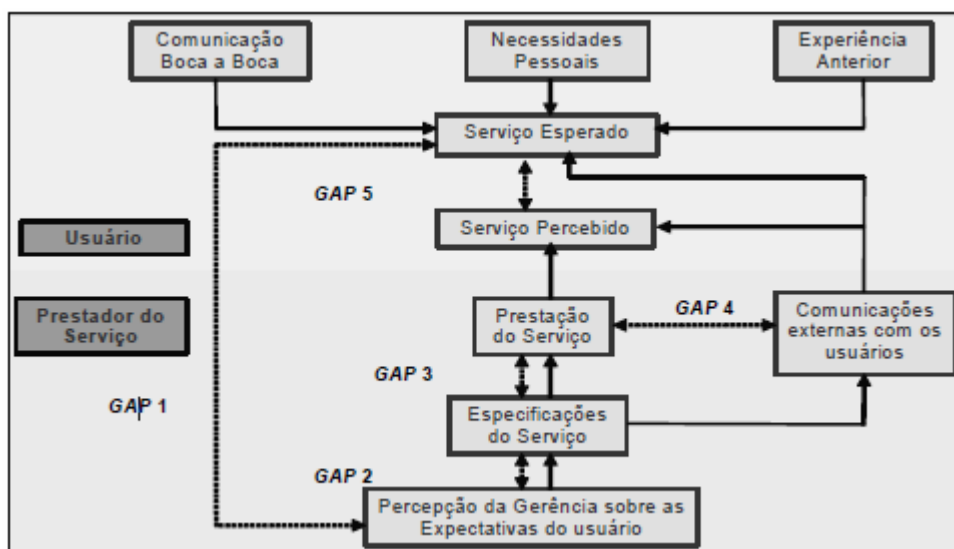 Comunicação
Boca a Boca
Necessidades
Pessoais
Experiência
Anterior
Serviço Esperado
GAP 5
Serviço Percebido
Usuário
Prestador do
Serviço
Prestação
do Serviço
GAP 4
Comunicações
externas com os
usuários
GAP 3
GAP 1
Especificações
do Serviço
GAP 2
Percepção da Gerência sobre as
Expectativas do usuário